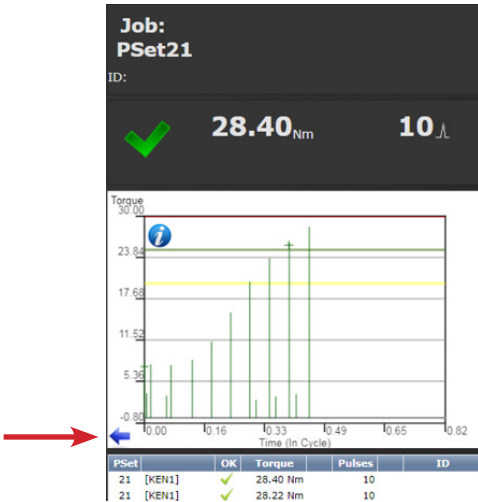 Job:
PSet21
ID:
28.40 Nm 10
Torque
30.00
23.84
17.68
11.52
5.36
-0.80
0.00 0.16 0.33 0.49 0.65 0.82
Time (In Cycle)
PSet OK Torque Pulses ID
21 [KEN1] 28.40 Nm 10
21 [KEN1] 28.22 Nm 10